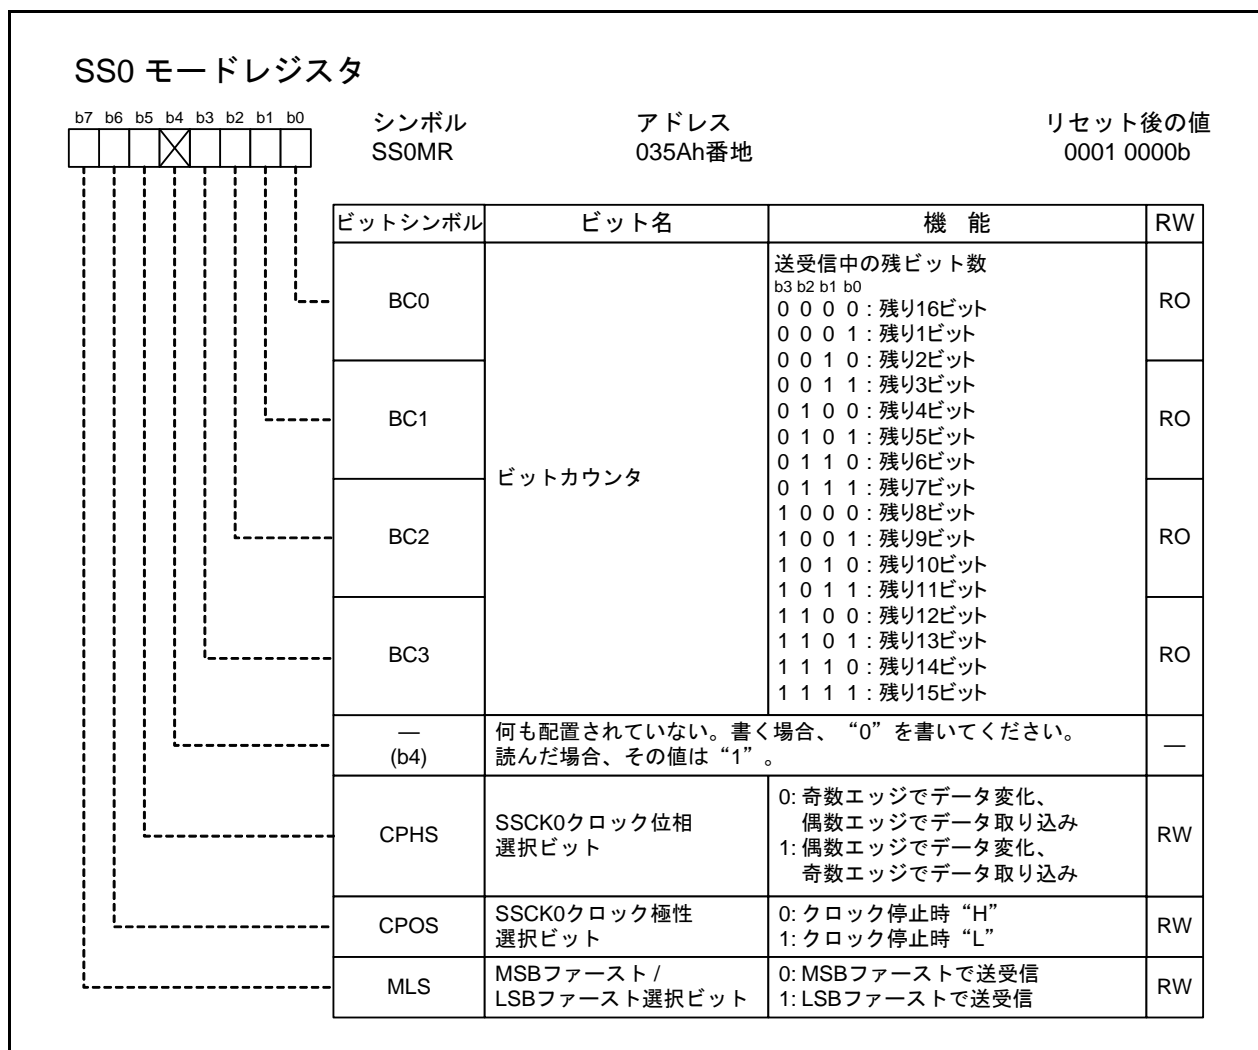 SS0 モードレジスタ
b7 b6 b5 b4 b3 b2 b1 b0
シンボル アドレス リセット後の値
SS0MR 035Ah番地 0001 0000b
ビットシンボル ビット名 機 能 RW
BC0 RO
BC1 RO
BC2 RO
BC3 RO
ビットカウンタ
送受信中の残ビット数
b3 b2 b1 b0
0 0 0 0 : 残り16ビット
0 0 0 1 : 残り1ビット
0 0 1 0 : 残り2ビット
0 0 1 1 : 残り3ビット
0 1 0 0 : 残り4ビット
0 1 0 1 : 残り5ビット
0 1 1 0 : 残り6ビット
0 1 1 1 : 残り7ビット
1 0 0 0 : 残り8ビット
1 0 0 1 : 残り9ビット
1 0 1 0 : 残り10ビット
1 0 1 1 : 残り11ビット
1 1 0 0 : 残り12ビット
1 1 0 1 : 残り13ビット
1 1 1 0 : 残り14ビット
1 1 1 1 : 残り15ビット
—
(b4)
何も配置されていない。書く場合、“0”を書いてください。
読んだ場合、その値は“1”。
—
CPHS
SSCK0クロック位相
選択ビット
0: 奇数エッジでデータ変化、
偶数エッジでデータ取り込み
1: 偶数エッジでデータ変化、
奇数エッジでデータ取り込み
RW
CPOS
SSCK0クロック極性
選択ビット
0: クロック停止時“H”
1: クロック停止時“L”
RW
MLS
MSBファースト /
LSBファースト選択ビット
0: MSBファーストで送受信
1: LSBファーストで送受信
RW